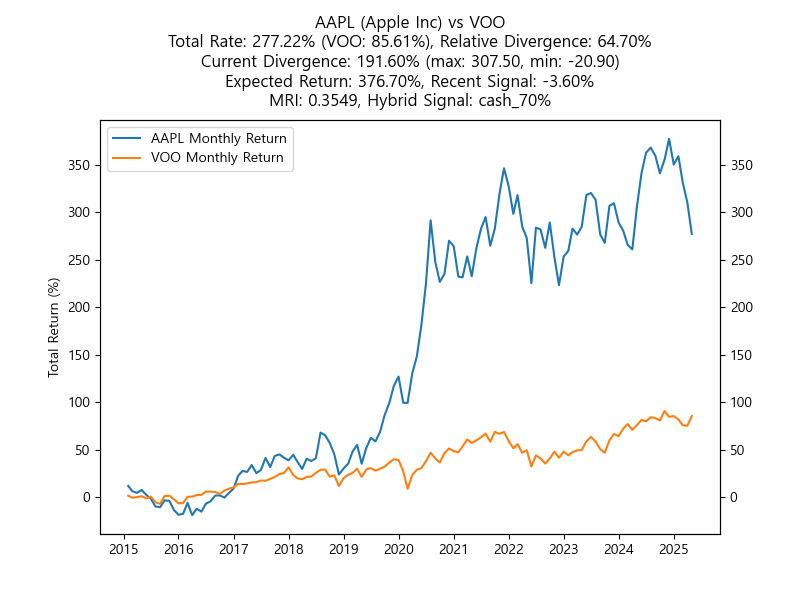 AAPL (Apple Inc) vs VOO
Total Rate: 277.22% (VOO: 85.61%), Relative Divergence: 64.70%
Current Divergence: 191.60% (max: 307.50, min: -20.90)
Expected Return: 376.70%, Recent Signal: -3.60%
MRI: 0.3549, Hybrid Signal: cash_70%
AAPL Monthly Return
VOO Monthly Return
350 350
300 300
250 250
200 200
150 150
100 100
50 50
0 0
Total Return (%)
2015 2016 2017 2018 2019 2020 2021 2022 2023 2024 2025